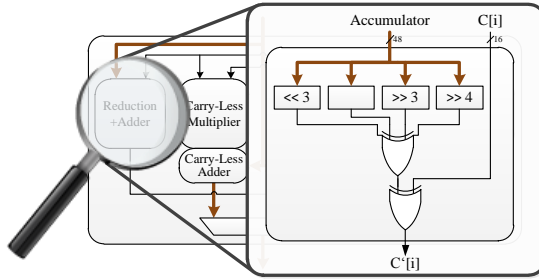 Accumulator
C[i]
48
16
<< 3
>> 3
>> 4
Reduction
+Adder
Carry-Less
Multiplier
Carry-Less
Adder
C‘[i]